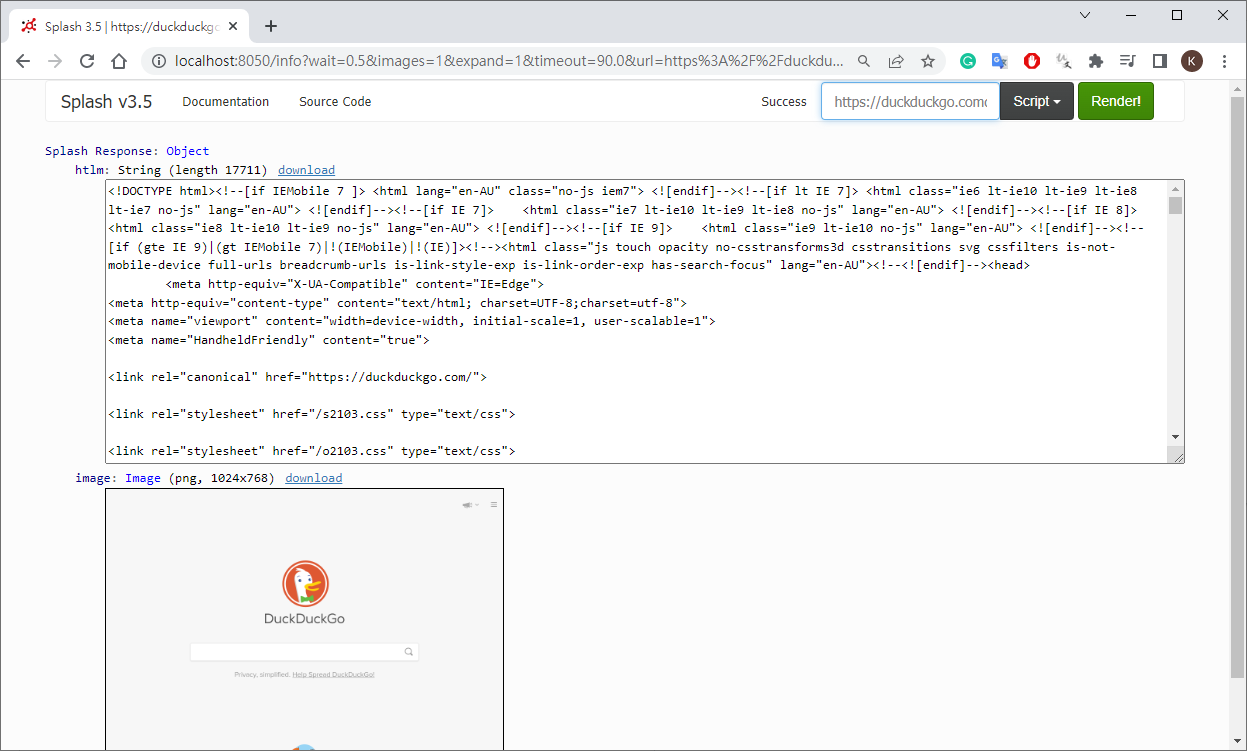 Splash 3.5 | https://duckduckgo
localhost:8050/info?wait=0.5&images=1&expand=1&timeout=90.0&url=https%3A%2F%2Fduckdu...
K
Splash v3.5 Documentation Source Code Success https://duckduckgo.com Script Render!
Splash Response: Object
htlm: String (length 17711) download
<!DOCTYPE html><!--[if IEMobile 7 ]> <html lang="en-AU" class="no-js iem7"> <![endif]--><!--[if lt IE 7]> <html class="ie6 lt-ie10 lt-ie9 lt-ie8
lt-ie7 no-js" lang="en-AU"> <![endif]--><!--[if IE 7]>    <html class="ie7 lt-ie10 lt-ie9 lt-ie8 no-js" lang="en-AU"> <![endif]--><!--[if IE 8]>
<html class="ie8 lt-ie10 lt-ie9 no-js" lang="en-AU"> <![endif]--><!--[if IE 9]>    <html class="ie9 lt-ie10 no-js" lang="en-AU"> <![endif]--><!--
[if (gte IE 9)|(gt IEMobile 7)|!(IEMobile)|!(IE)]><!--><html class="js touch opacity no-csstransforms3d csstransitions svg cssfilters is-not-
mobile-device full-urls breadcrumb-urls is-link-style-exp is-link-order-exp has-search-focus" lang="en-AU"><!--<![endif]--><head>
<meta http-equiv="X-UA-Compatible" content="IE=Edge">
<meta http-equiv="content-type" content="text/html; charset=UTF-8;charset=utf-8">
<meta name="viewport" content="width=device-width, initial-scale=1, user-scalable=1">
<meta name="HandheldFriendly" content="true">
<link rel="canonical" href="https://duckduckgo.com/">
<link rel="stylesheet" href="/s2103.css" type="text/css">
<link rel="stylesheet" href="/o2103.css" type="text/css">
image: Image (png, 1024x768) download
DuckDuckGo
Privacy, simplified. Help Spread DuckDuckGo!